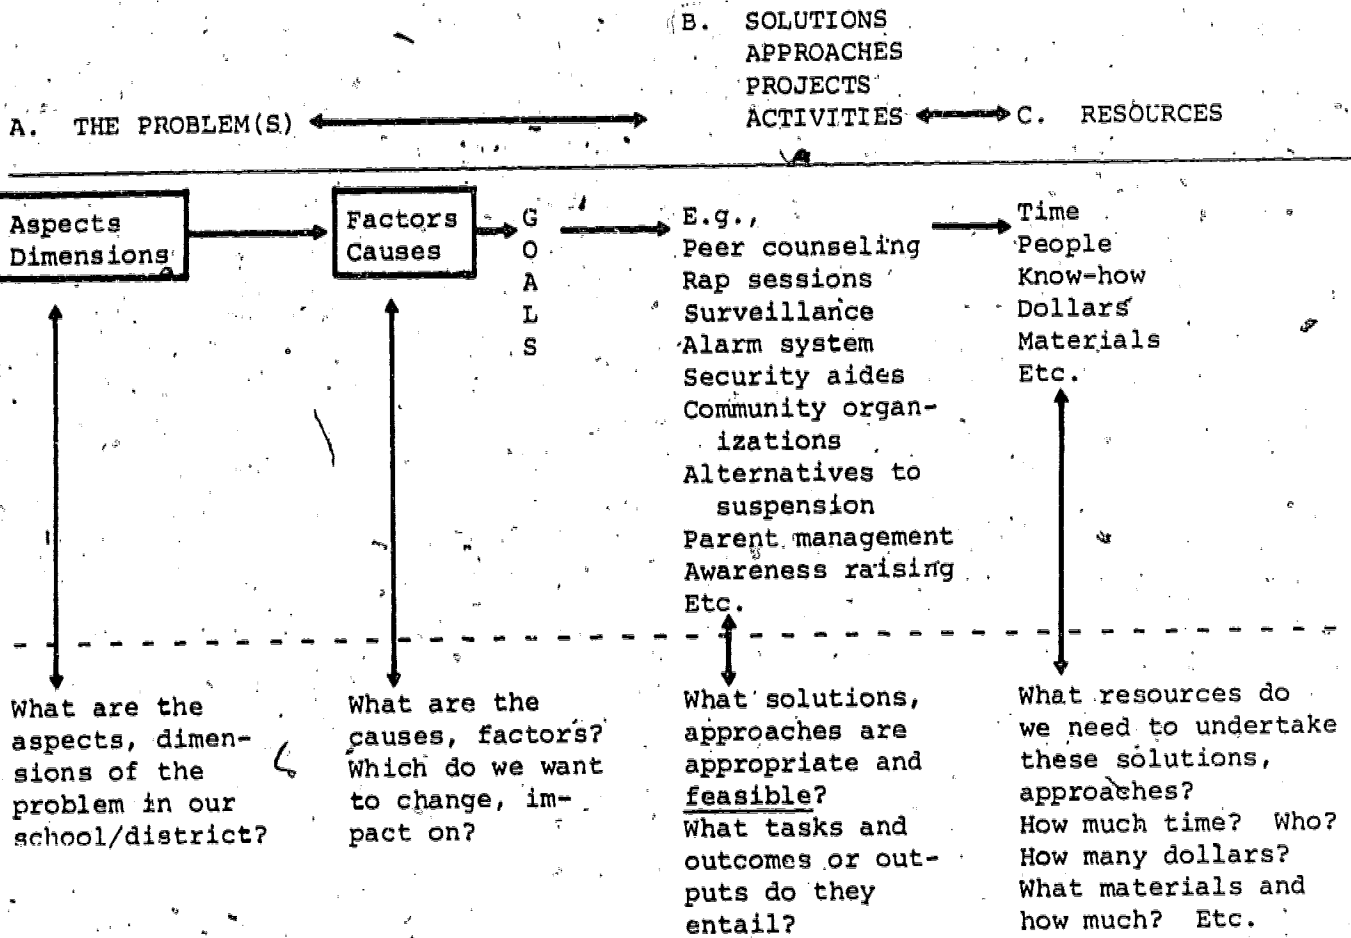 B. SOLUTIONS
APPROACHES
PROJECTS
ACTIVITIES
A. THE PROBLEM(S)
C. RESOURCES
Aspects
Dimensions
Factors
Causes
G
O
A
L
S
E.g.,
Peer counseling
Rap sessions
Surveillance
Alarm system
Security aides
Community organ-
izations
Alternatives to
suspension
Parent management
Awareness raising
Etc.
Time
People
Know-how
Dollars
Materials
Etc.
What are the
aspects, dimen-
sions of the
problem in our
school/district?
What are the
causes, factors?
Which do we want
to change, im-
pact on?
What solutions,
approaches are
appropriate and
feasible?
What tasks and
outcomes or out-
puts do they
entail?
What resources do
we need to undertake
these solutions,
approaches?
How much time? Who?
How many dollars?
What materials and
how much? Etc.